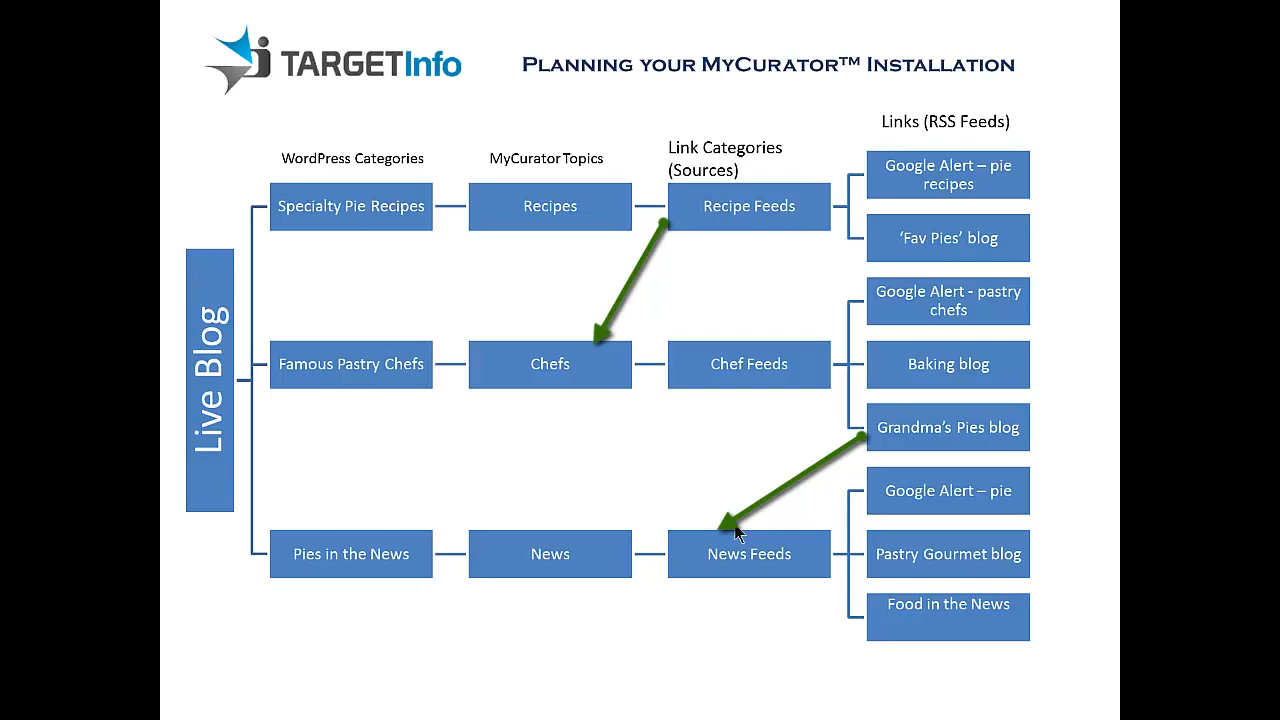 TARGETInfo
PLANNING YOUR MYCURATOR™ INSTALLATION
Links (RSS Feeds)
WordPress Categories
MyCurator Topics
Link Categories
(Sources)
Live Blog
Specialty Pie Recipes
Recipes
Recipe Feeds
Google Alert – pie
recipes
‘Fav Pies’ blog
Famous Pastry Chefs
Chefs
Chef Feeds
Google Alert - pastry
chefs
Baking blog
Grandma’s Pies blog
Pies in the News
News
News Feeds
Google Alert – pie
Pastry Gourmet blog
Food in the News